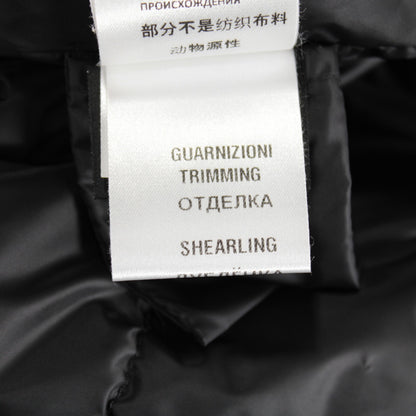 ПРОИСХОЖДЕНИЯ
部分不是纺织布料
动物源性
GUARNIZIONI
TRIMMING
ОТДЕЛКА
SHEARLING